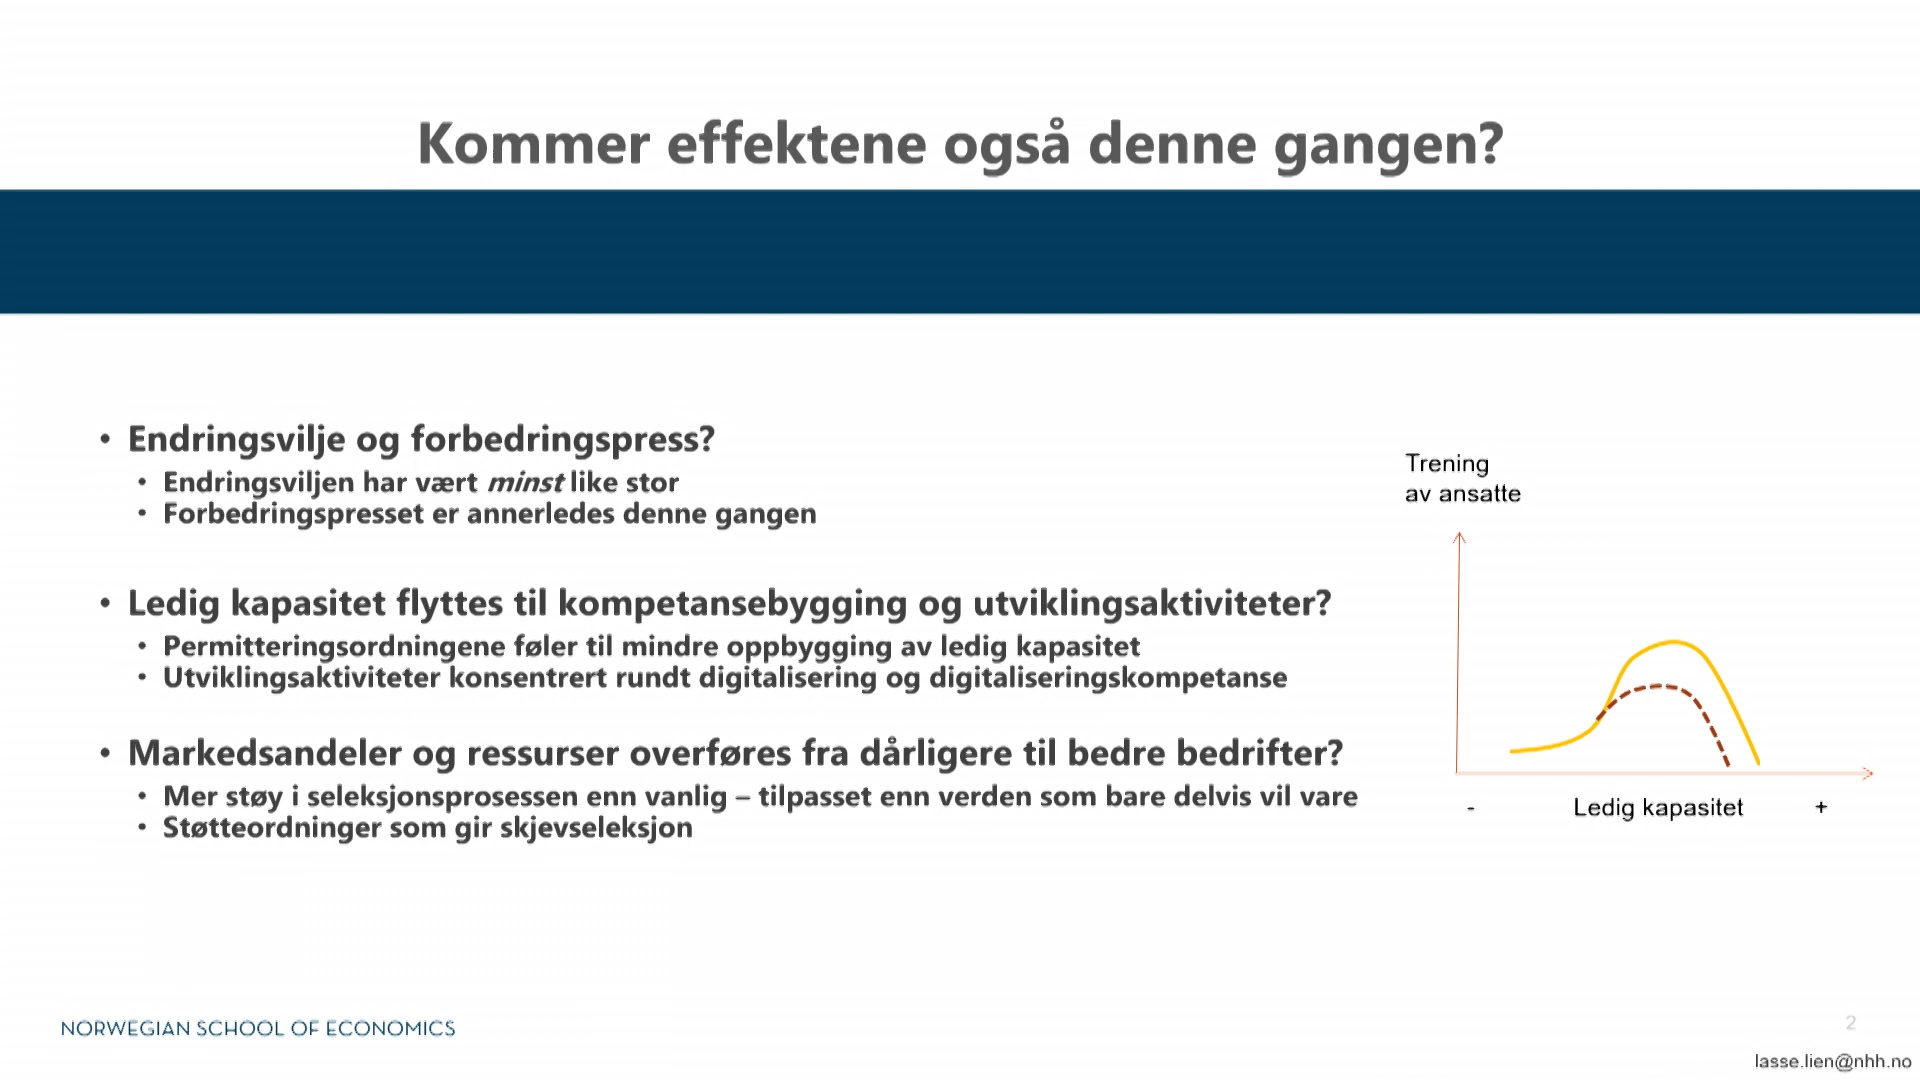 Kommer effektene også denne gangen?
• Endringsvilje og forbedringspress?
• Endringsviljen har vært minst like stor
• Forbedringspresset er annerledes denne gangen
• Ledig kapasitet flyttes til kompetansebygging og utviklingsaktiviteter?
• Permitteringsordningene føler til mindre oppbygging av ledig kapasitet
• Utviklingsaktiviteter konsentrert rundt digitalisering og digitaliseringskompetanse
• Markedsandeler og ressurser overføres fra dårligere til bedre bedrifter?
• Mer støy i seleksjonsprosessen enn vanlig – tilpasset enn verden som bare delvis vil vare
• Støtteordninger som gir skjevseleksjon
Trening
av ansatte
- Ledig kapasitet +
NORWEGIAN SCHOOL OF ECONOMICS
2
lasse.lien@nhh.no